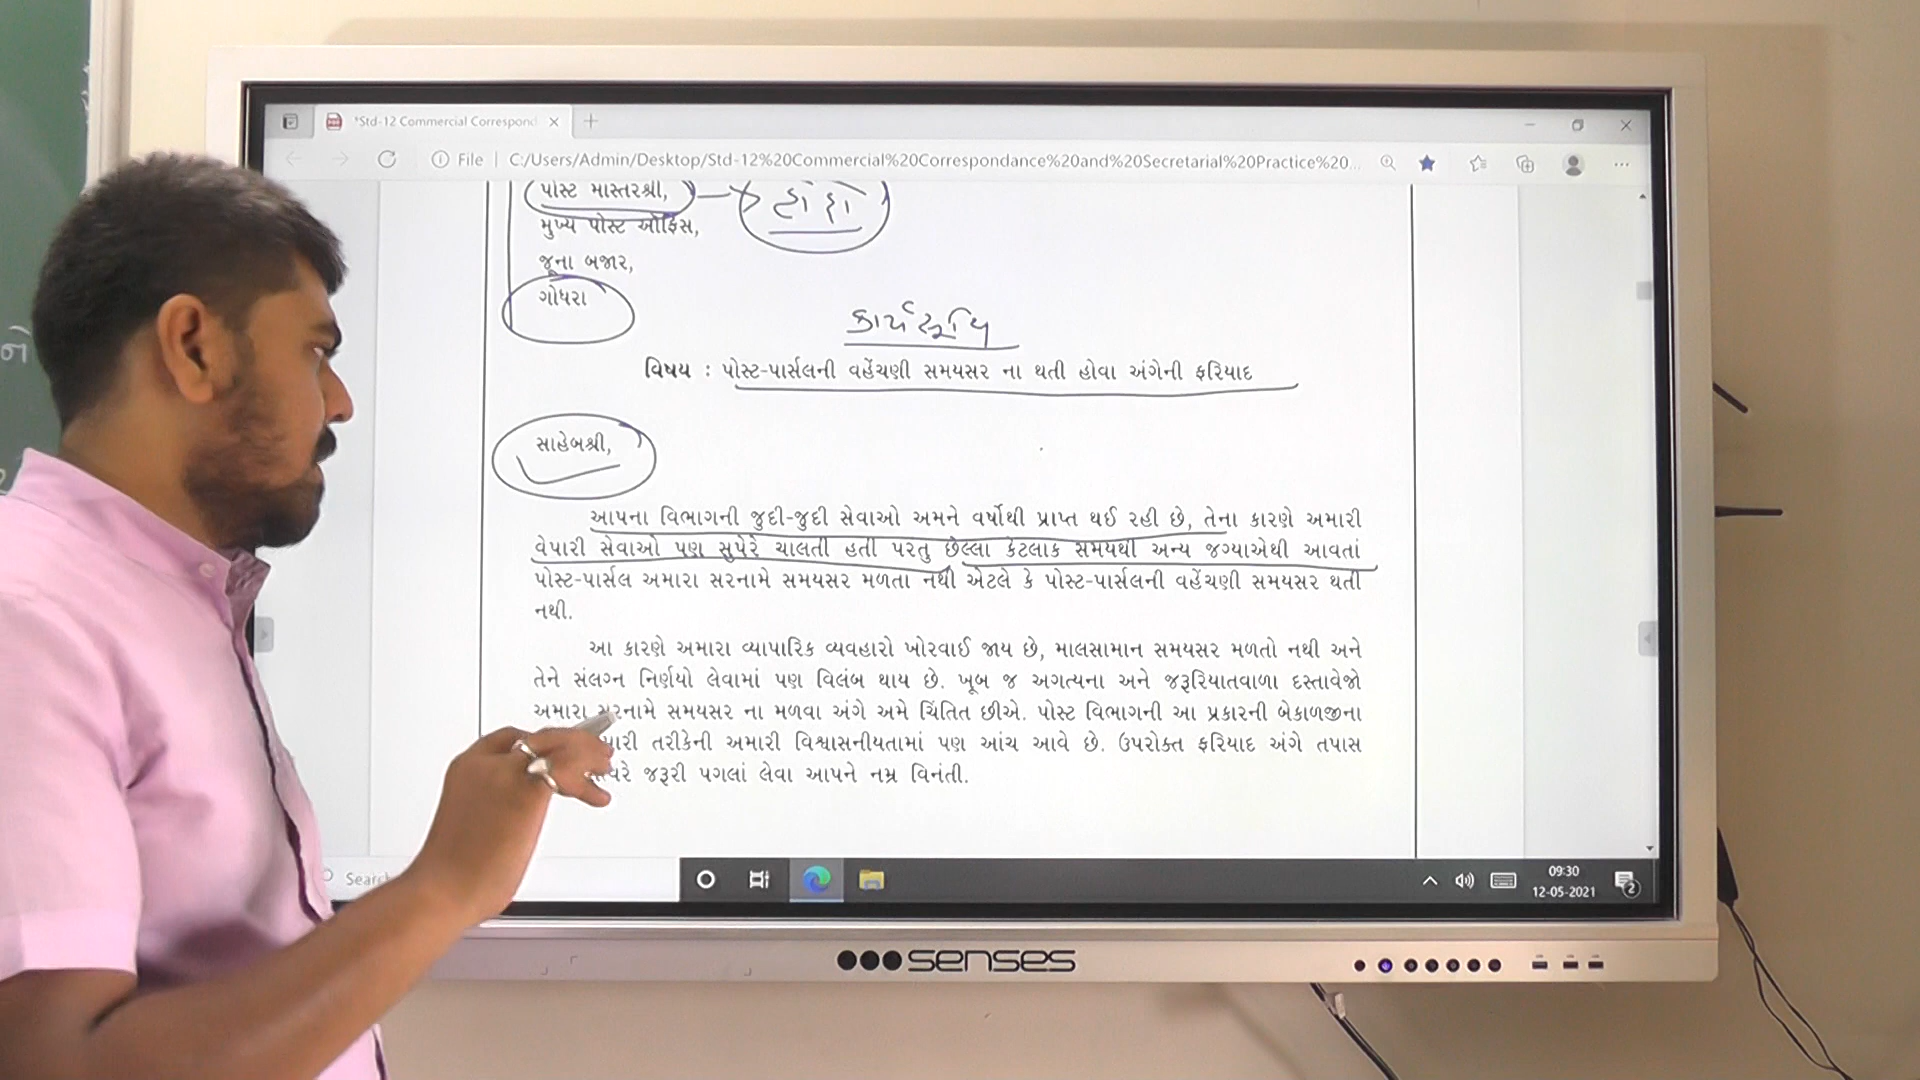 *Std-12 Commercial Correspond
File C:/Users/Admin/Desktop/Std-12%20Commercial%20Correspondance%20and%20Secretarial%20Practice%20...
પોસ્ટ માસ્તરશ્રી, હોદ્દો
મુખ્ય પોસ્ટ ઑફિસ,
જૂના બજાર,
ગોધરા
કાર્યસૂચિ
વિષય : પોસ્ટ-પાર્સલની વહેંચણી સમયસર ના થતી હોવા અંગેની ફરિયાદ
સાહેબશ્રી,
આપના વિભાગની જુદી-જુદી સેવાઓ અમને વર્ષોથી પ્રાપ્ત થઈ રહી છે, તેના કારણે અમારી
વેપારી સેવાઓ પણ સુપેરે ચાલતી હતી પરંતુ છેલ્લા કેટલાક સમયથી અન્ય જગ્યાએથી આવતાં
પોસ્ટ-પાર્સલ અમારા સરનામે સમયસર મળતા નથી એટલે કે પોસ્ટ-પાર્સલની વહેંચણી સમયસર થતી
નથી.
આ કારણે અમારા વ્યાપારિક વ્યવહારો ખોરવાઈ જાય છે, માલસામાન સમયસર મળતો નથી અને
તેને સંલગ્ન નિર્ણયો લેવામાં પણ વિલંબ થાય છે. ખૂબ જ અગત્યના અને જરૂરિયાતવાળા દસ્તાવેજો
અમારા સરનામે સમયસર ના મળવા અંગે અમે ચિંતિત છીએ. પોસ્ટ વિભાગની આ પ્રકારની બેકાળજીના
તરીકેની અમારી વિશ્વાસનીયતામાં પણ આંચ આવે છે. ઉપરોક્ત ફરિયાદ અંગે તપાસ
જરૂરી પગલાં લેવા આપને નમ્ર વિનંતી.
Search
09:30
12-05-2021
2
senses